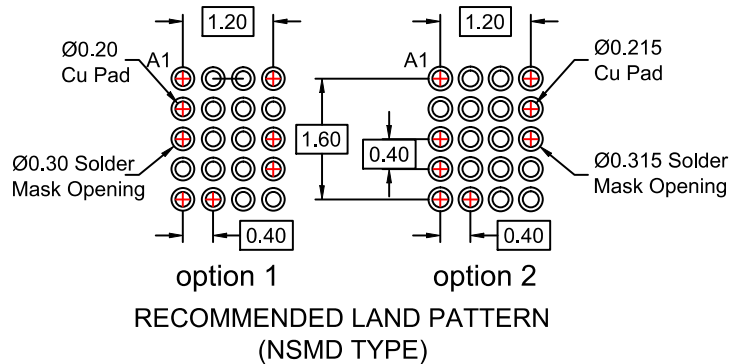 1.20
1.20
Ø0.20
Cu Pad
A1
A1
Ø0.215
Cu Pad
1.60
0.40
Ø0.30 Solder
Mask Opening
Ø0.315 Solder
Mask Opening
0.40
0.40
option 1
option 2
RECOMMENDED LAND PATTERN
(NSMD TYPE)